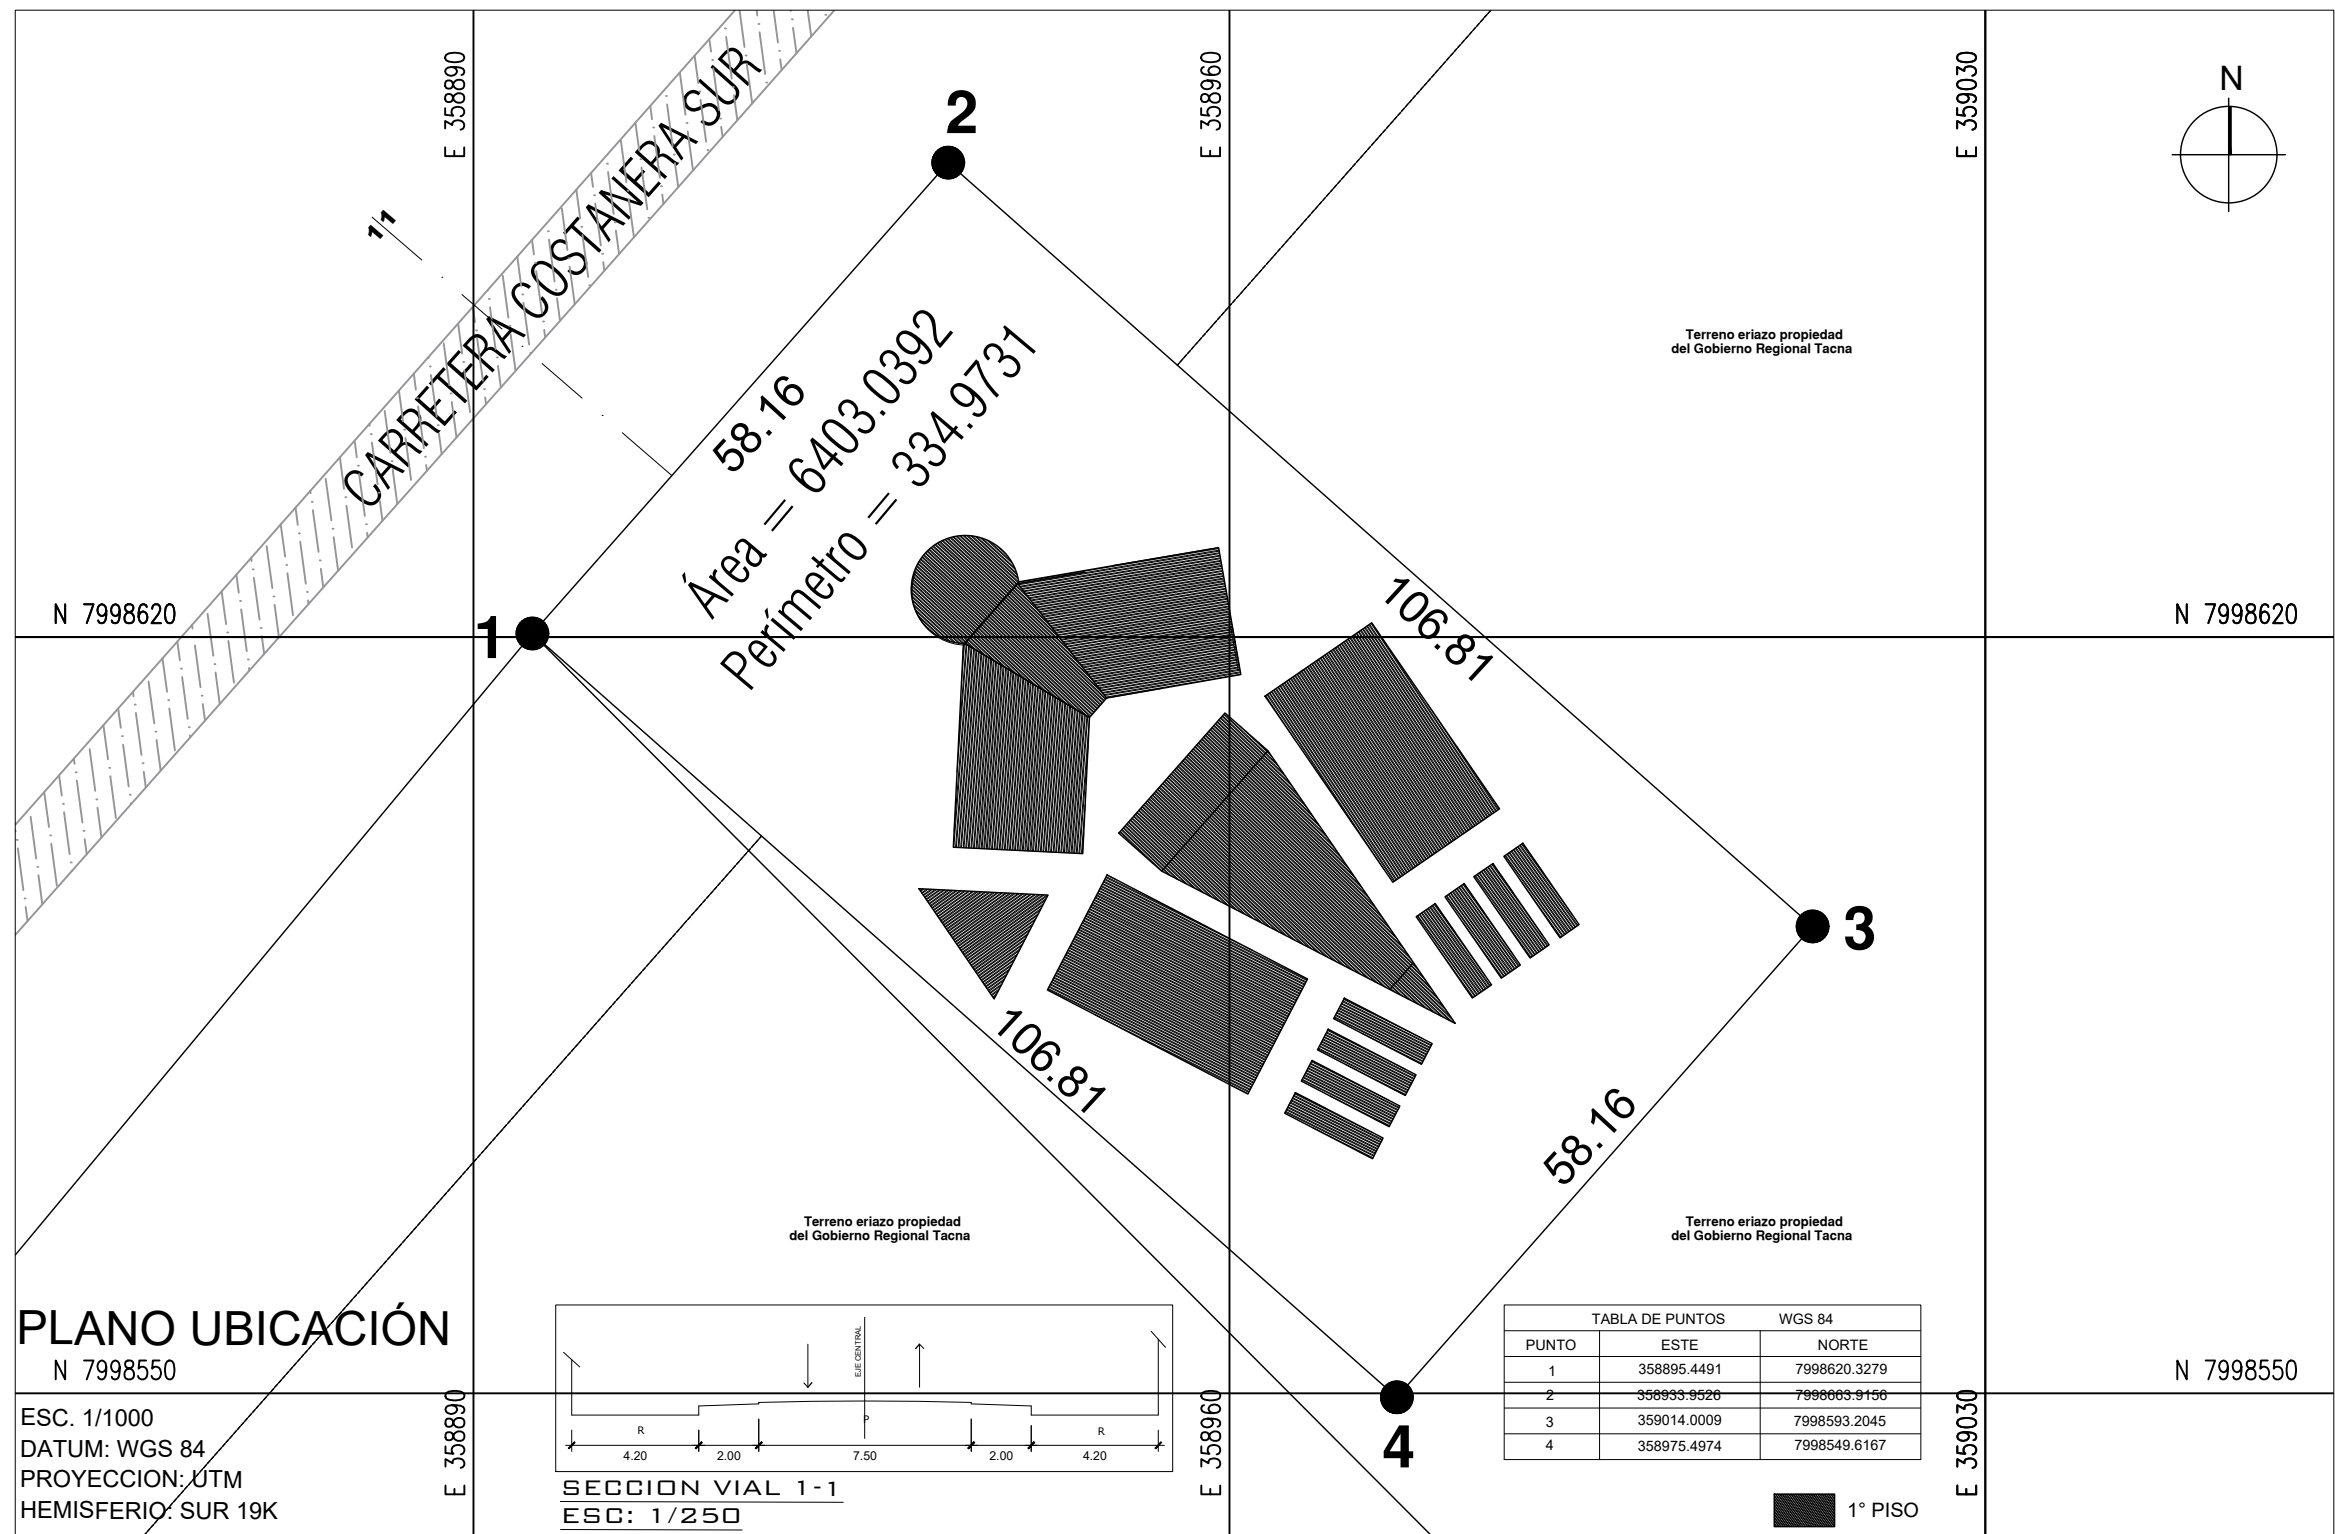 E 358890
E 358960
E 359030
N
2
1
1
CARRETERA COSTANERA SUR
58.16
Área = 6403.0392
Perímetro = 334.9731
Terreno eriazo propiedad
del Gobierno Regional Tacna
N 7998620
1
106.81
N 7998620
3
106.81
58.16
Terreno eriazo propiedad
del Gobierno Regional Tacna
Terreno eriazo propiedad
del Gobierno Regional Tacna
PLANO UBICACIÓN
N 7998550
ESC. 1/1000
DATUM: WGS 84
PROYECCION: UTM
HEMISFERIO: SUR 19K
E 358890
EJE CENTRAL
R
P
R
4.20
2.00
7.50
2.00
4.20
SECCION VIAL 1-1
ESC: 1/250
E 358960
4
TABLA DE PUNTOS WGS 84
PUNTO ESTE NORTE
1 358895.4491 7998620.3279
2 358933.9526 7998663.9156
3 359014.0009 7998593.2045
4 358975.4974 7998549.6167
N 7998550
E 359030
1° PISO